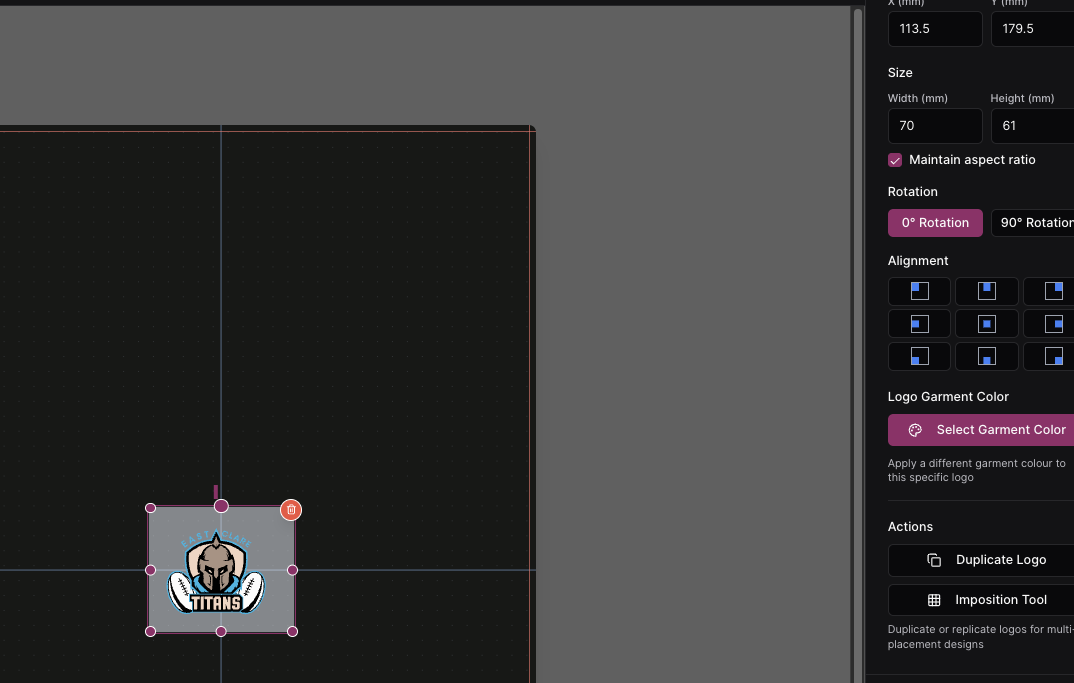 X (mm) Y (mm)
113.5 179.5
Size
Width (mm) Height (mm)
70 61
Maintain aspect ratio
Rotation
0° Rotation 90° Rotation
Alignment
Logo Garment Color
Select Garment Color
Apply a different garment colour to
this specific logo
Actions
Duplicate Logo
Imposition Tool
Duplicate or replicate logos for multi-
placement designs
EAST CLARE
TITANS